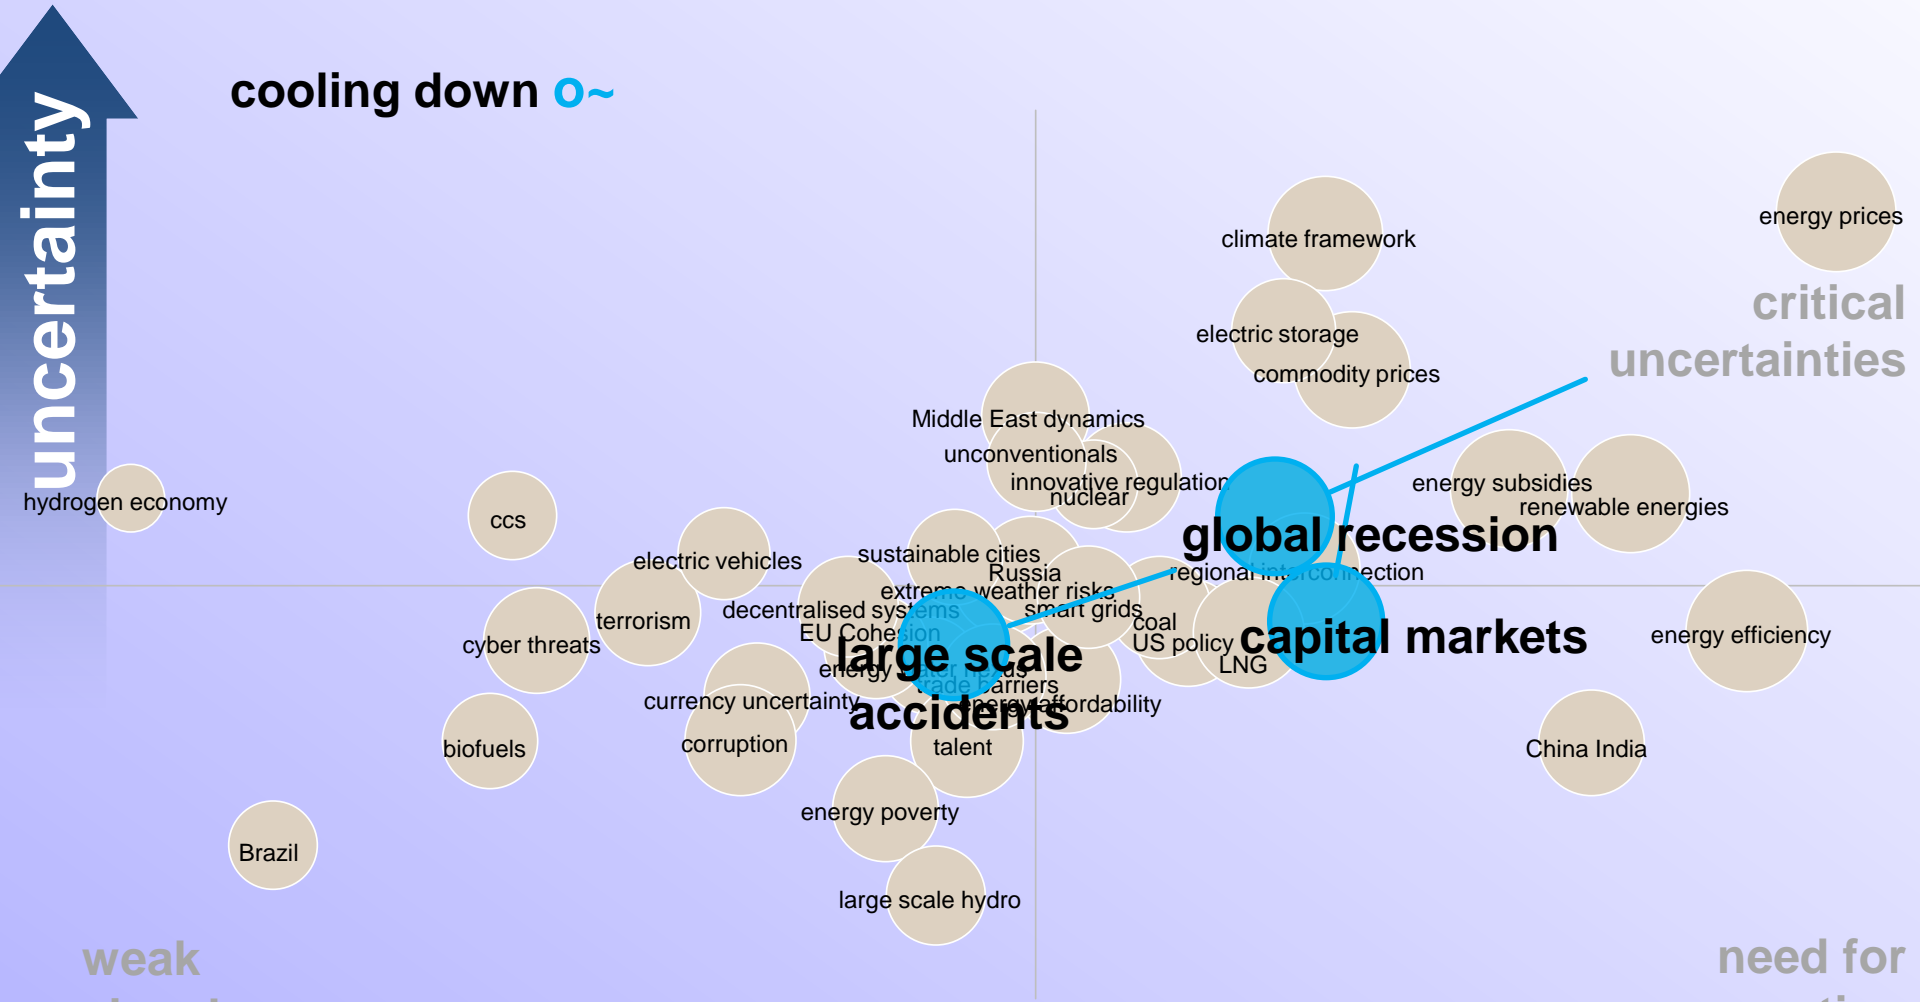 uncertainty
cooling down o~
climate framework
energy prices
critical
uncertainties
electric storage
commodity prices
Middle East dynamics
unconventionals
innovative regulation
nuclear
energy subsidies
renewable energies
hydrogen economy
ccs
global recession
electric vehicles
sustainable cities
Russia
regional interconnection
extreme weather risks
decentralised systems
smart grids
terrorism
coal
EU Cohesion
US policy
capital markets
energy efficiency
cyber threats
large scale
accidents
LNG
energy water nexus
trade barriers
currency uncertainty
energy affordability
biofuels
corruption
talent
China India
energy poverty
Brazil
large scale hydro
weak
need for